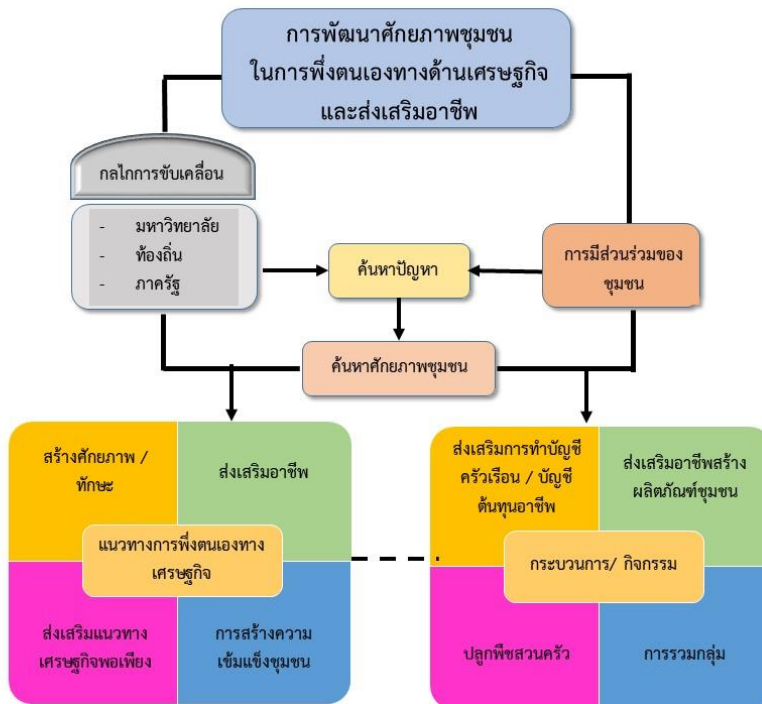 การพัฒนาศักยภาพชุมชน
ในการพึ่งตนเองทางด้านเศรษฐกิจ
และส่งเสริมอาชีพ
กลไกการขับเคลื่อน
- มหาวิทยาลัย
- ท้องถิ่น
- ภาครัฐ
ค้นหาปัญหา
การมีส่วนร่วมของ
ชุมชน
ค้นหาศักยภาพชุมชน
สร้างศักยภาพ /
ทักษะ
ส่งเสริมอาชีพ
แนวทางการพึ่งตนเองทาง
เศรษฐกิจ
ส่งเสริมแนวทาง
เศรษฐกิจพอเพียง
การสร้างความ
เข้มแข็งชุมชน
ส่งเสริมการทำบัญชี
ครัวเรือน / บัญชี
ต้นทุนอาชีพ
ส่งเสริมอาชีพสร้าง
ผลิตภัณฑ์ชุมชน
กระบวนการ/ กิจกรรม
ปลูกพืชสวนครัว
การรวมกลุ่ม